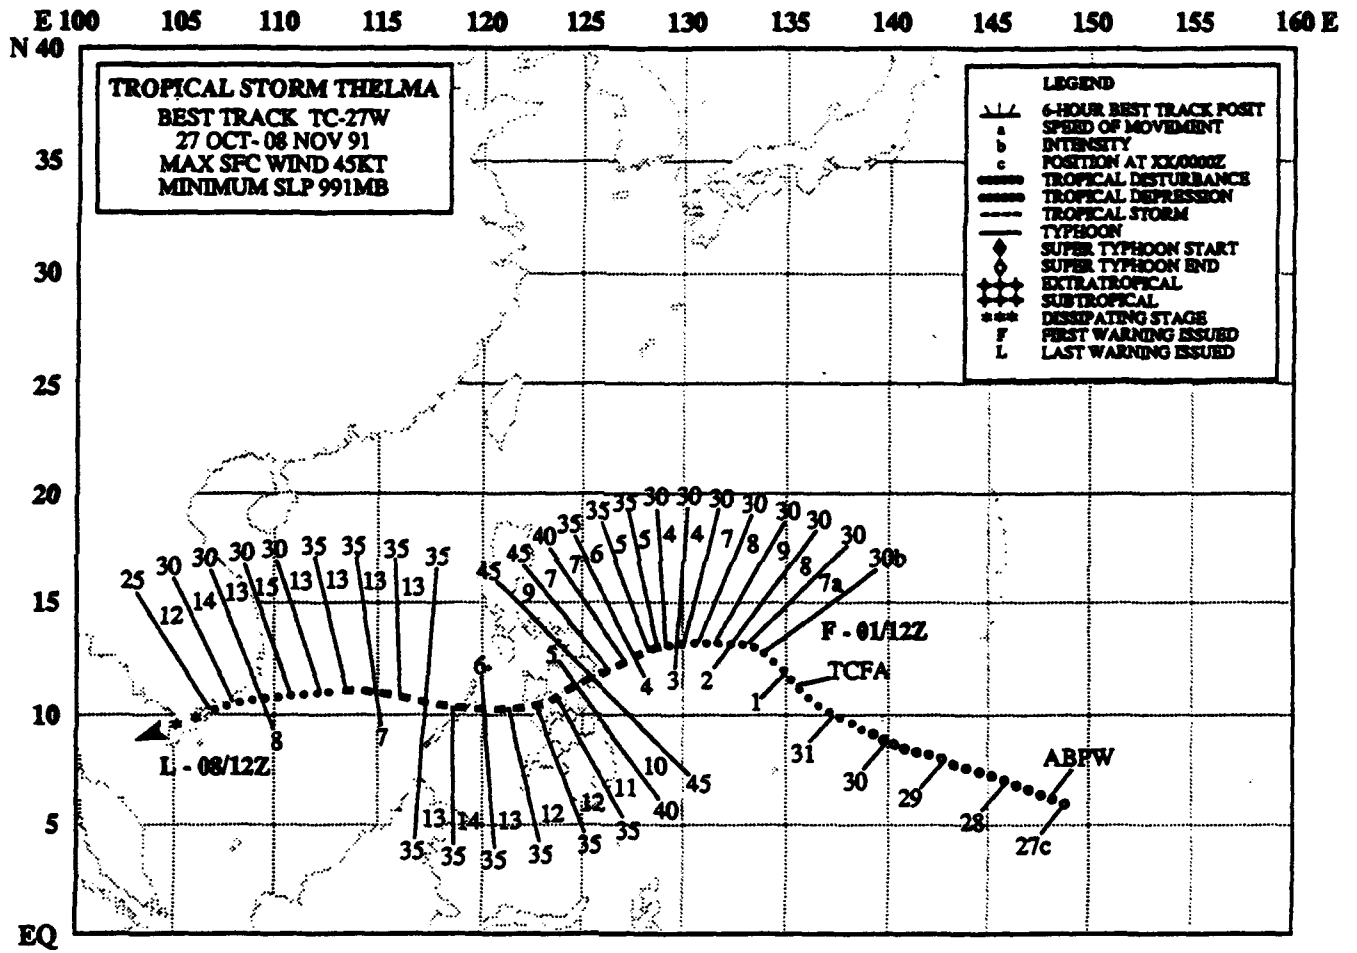 E 100 105 110 115 120 125 130 135 140 145 150 155 160 E
N 40
35
30
25
20
15
10
5
EQ
TROPICAL STORM THELMA
BEST TRACK TC-27W
27 OCT- 08 NOV 91
MAX SFC WIND 45KT
MINIMUM SLP 991MB
LEGEND
6-HOUR BEST TRACK POSIT
a SPEED OF MOVEMENT
b INTENSITY
c POSITION AT XX/0000Z
TROPICAL DISTURBANCE
TROPICAL DEPRESSION
TROPICAL STORM
TYPHOON
SUPER TYPHOON START
SUPER TYPHOON END
EXTRATROPICAL
SUBTROPICAL
*** DISSIPATING STAGE
F FIRST WARNING ISSUED
L LAST WARNING ISSUED
25 30 30 30 30 35 35 35 35
12 14 13 15 13 13 13 13
45 45 40 35 35 35 30 30 30 30 30 30 30 30b
9 7 7 6 5 5 4 4 7 8 9 8 7a
F - 01/12Z
TCFA
ABPW
L - 08/12Z
8 7 6 5 4 3 2 1 31 30 29 28 27c
13 14 13 12 12 11 10
35 35 35 35 35 35 40 45